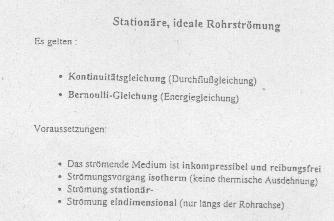 Stationäre, ideale Rohrströmung
Es gelten :
• Kontinuitätsgleichung (Durchflußgleichung)
• Bernoulli-Gleichung (Energiegleichung)
Voraussetzungen:
• Das strömende Medium ist inkompressibel und reibungsfrei
• Strömungsvorgang isotherm (keine thermische Ausdehnung)
• Strömung stationär-
• Strömung eindimensional (nur längs der Rohrachse)